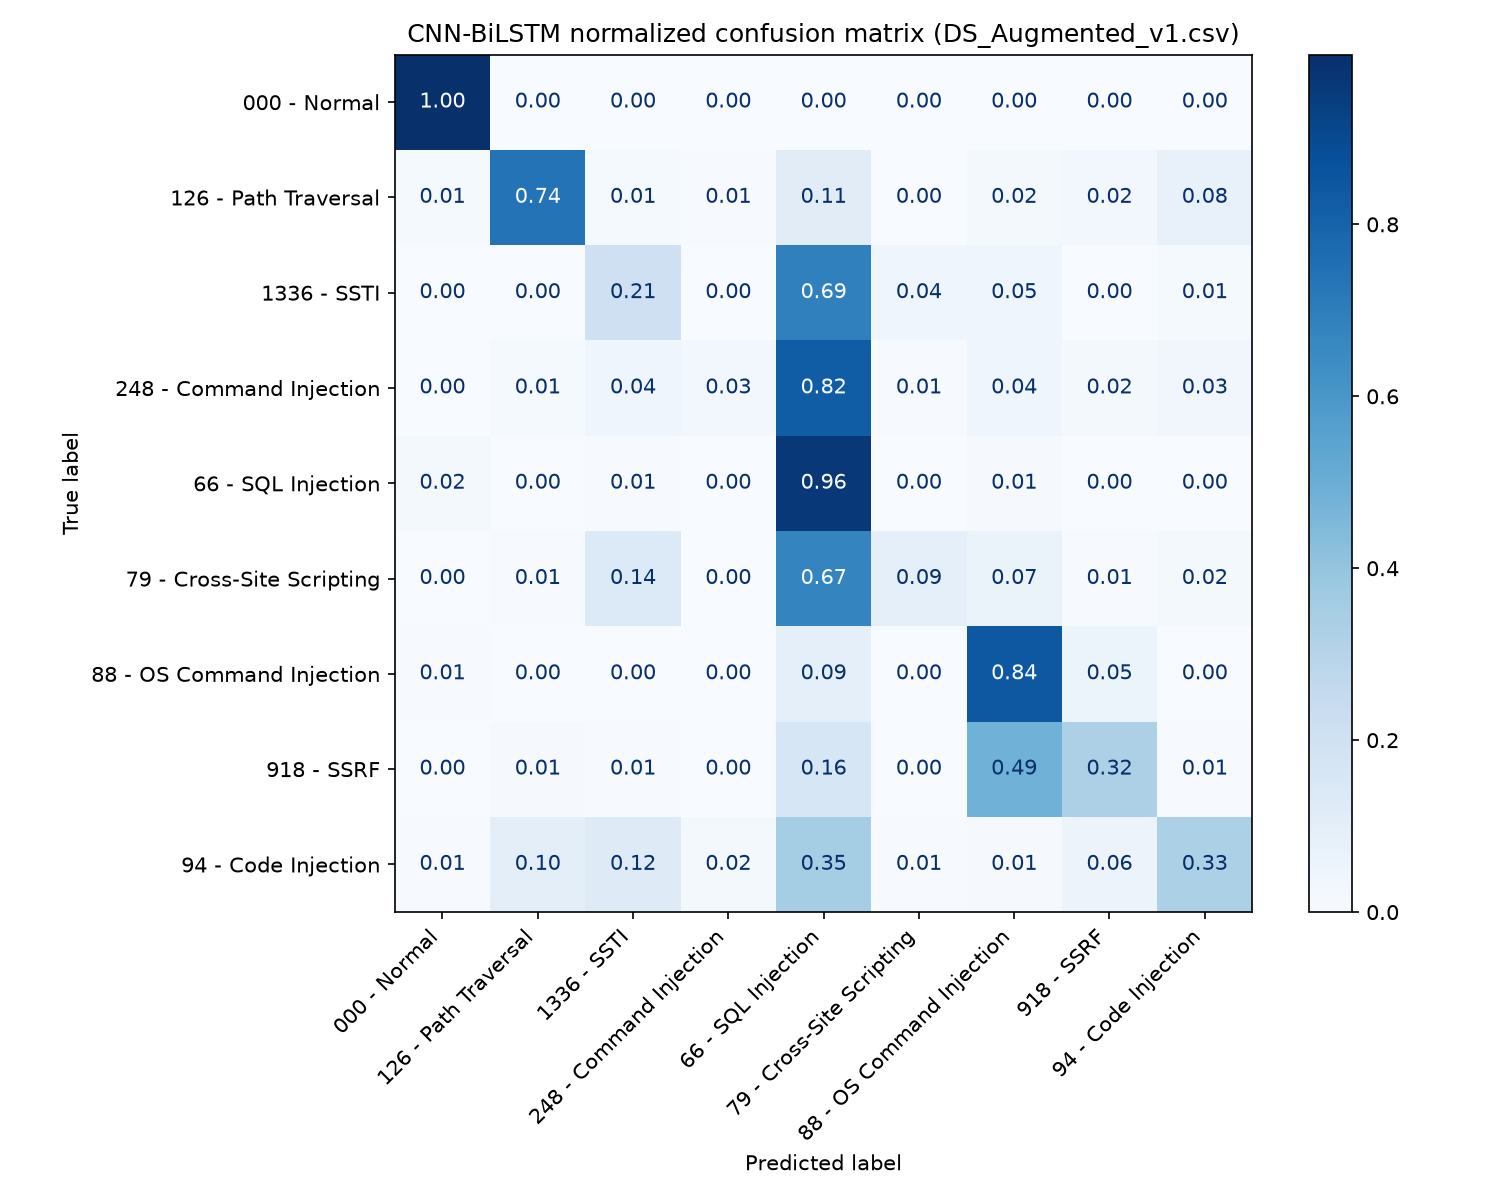 CNN-BiLSTM normalized confusion matrix (DS_Augmented_v1.csv)
000 - Normal 1.00 0.00 0.00 0.00 0.00 0.00 0.00 0.00 0.00
126 - Path Traversal 0.01 0.74 0.01 0.01 0.11 0.00 0.02 0.02 0.08
1336 - SSTI 0.00 0.00 0.21 0.00 0.69 0.04 0.05 0.00 0.01
248 - Command Injection 0.00 0.01 0.04 0.03 0.82 0.01 0.04 0.02 0.03
66 - SQL Injection 0.02 0.00 0.01 0.00 0.96 0.00 0.01 0.00 0.00
79 - Cross-Site Scripting 0.00 0.01 0.14 0.00 0.67 0.09 0.07 0.01 0.02
88 - OS Command Injection 0.01 0.00 0.00 0.00 0.09 0.00 0.84 0.05 0.00
918 - SSRF 0.00 0.01 0.01 0.00 0.16 0.00 0.49 0.32 0.01
94 - Code Injection 0.01 0.10 0.12 0.02 0.35 0.01 0.01 0.06 0.33
True label
000 - Normal
126 - Path Traversal
1336 - SSTI
248 - Command Injection
66 - SQL Injection
79 - Cross-Site Scripting
88 - OS Command Injection
918 - SSRF
94 - Code Injection
Predicted label
0.8
0.6
0.4
0.2
0.0